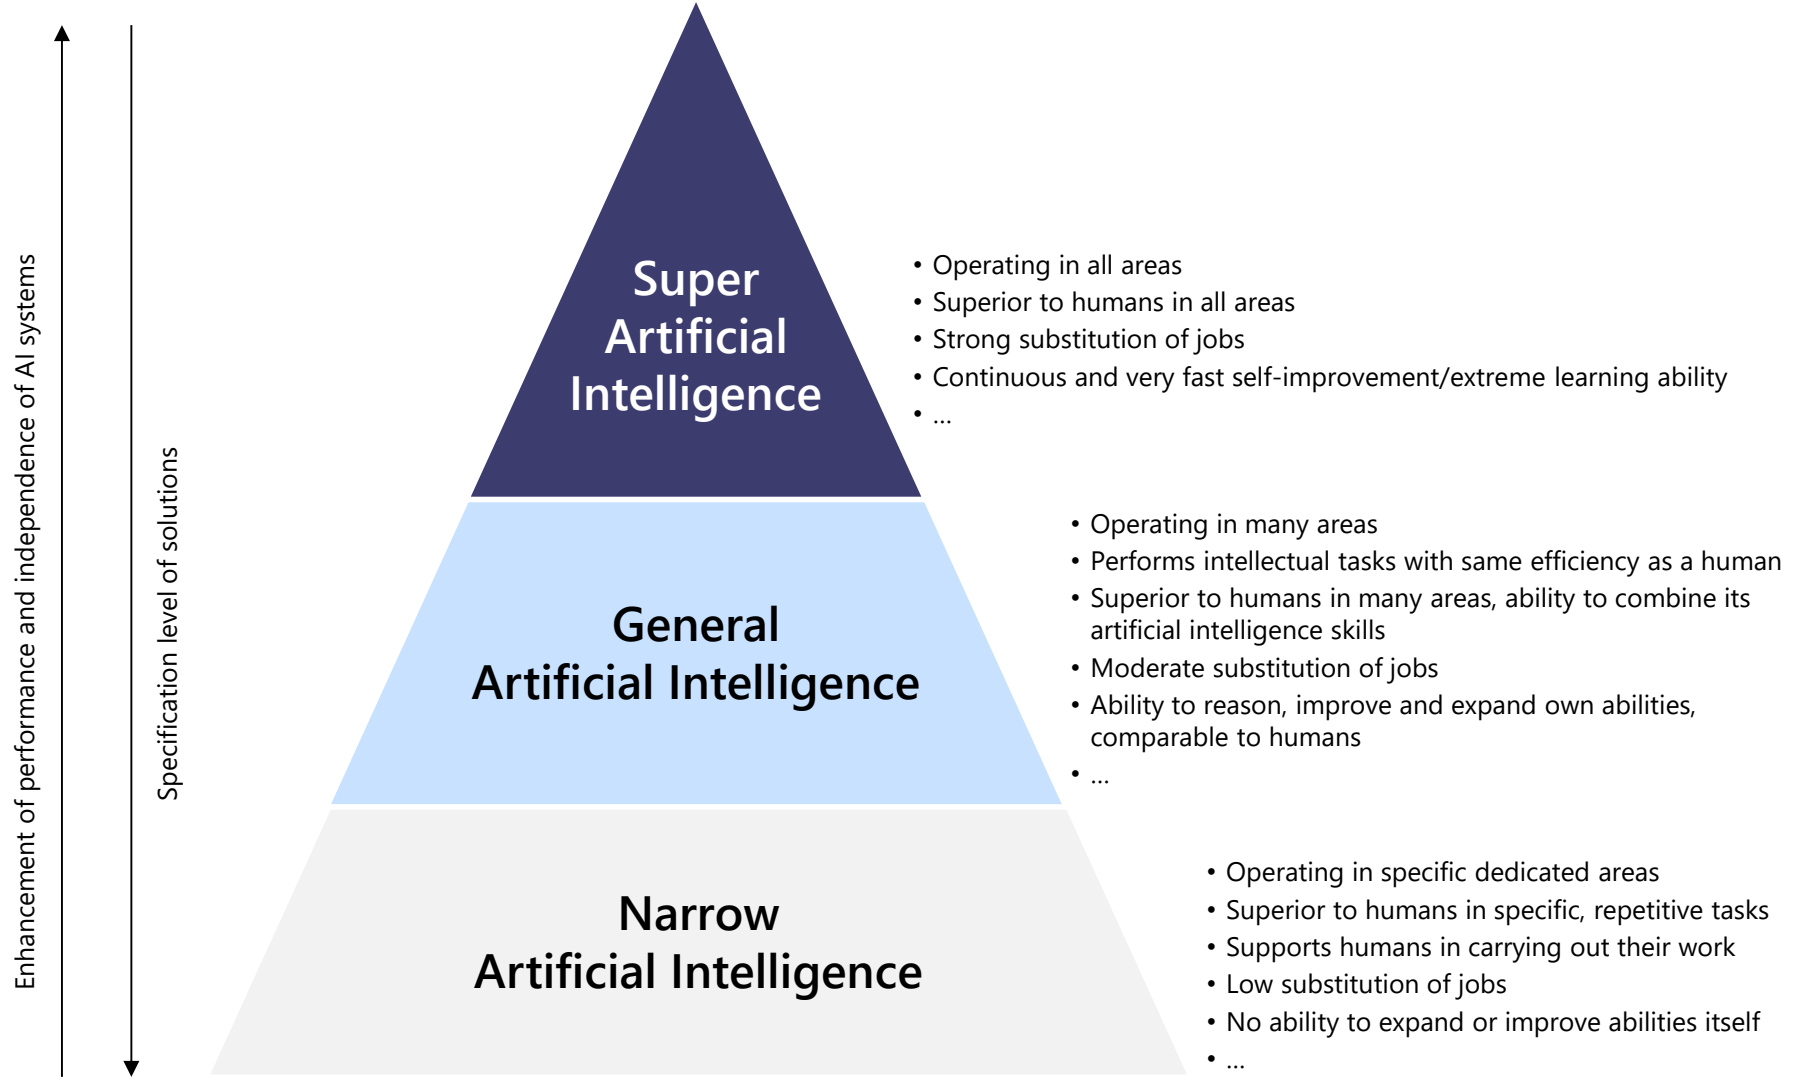 Enhancement of performance and independence of AI systems
Specification level of solutions
Super
Artificial
Intelligence
• Operating in all areas
• Superior to humans in all areas
• Strong substitution of jobs
• Continuous and very fast self-improvement/extreme learning ability
• ...
General
Artificial Intelligence
• Operating in many areas
• Performs intellectual tasks with same efficiency as a human
• Superior to humans in many areas, ability to combine its
artificial intelligence skills
• Moderate substitution of jobs
• Ability to reason, improve and expand own abilities,
comparable to humans
• ...
Narrow
Artificial Intelligence
• Operating in specific dedicated areas
• Superior to humans in specific, repetitive tasks
• Supports humans in carrying out their work
• Low substitution of jobs
• No ability to expand or improve abilities itself
• ...